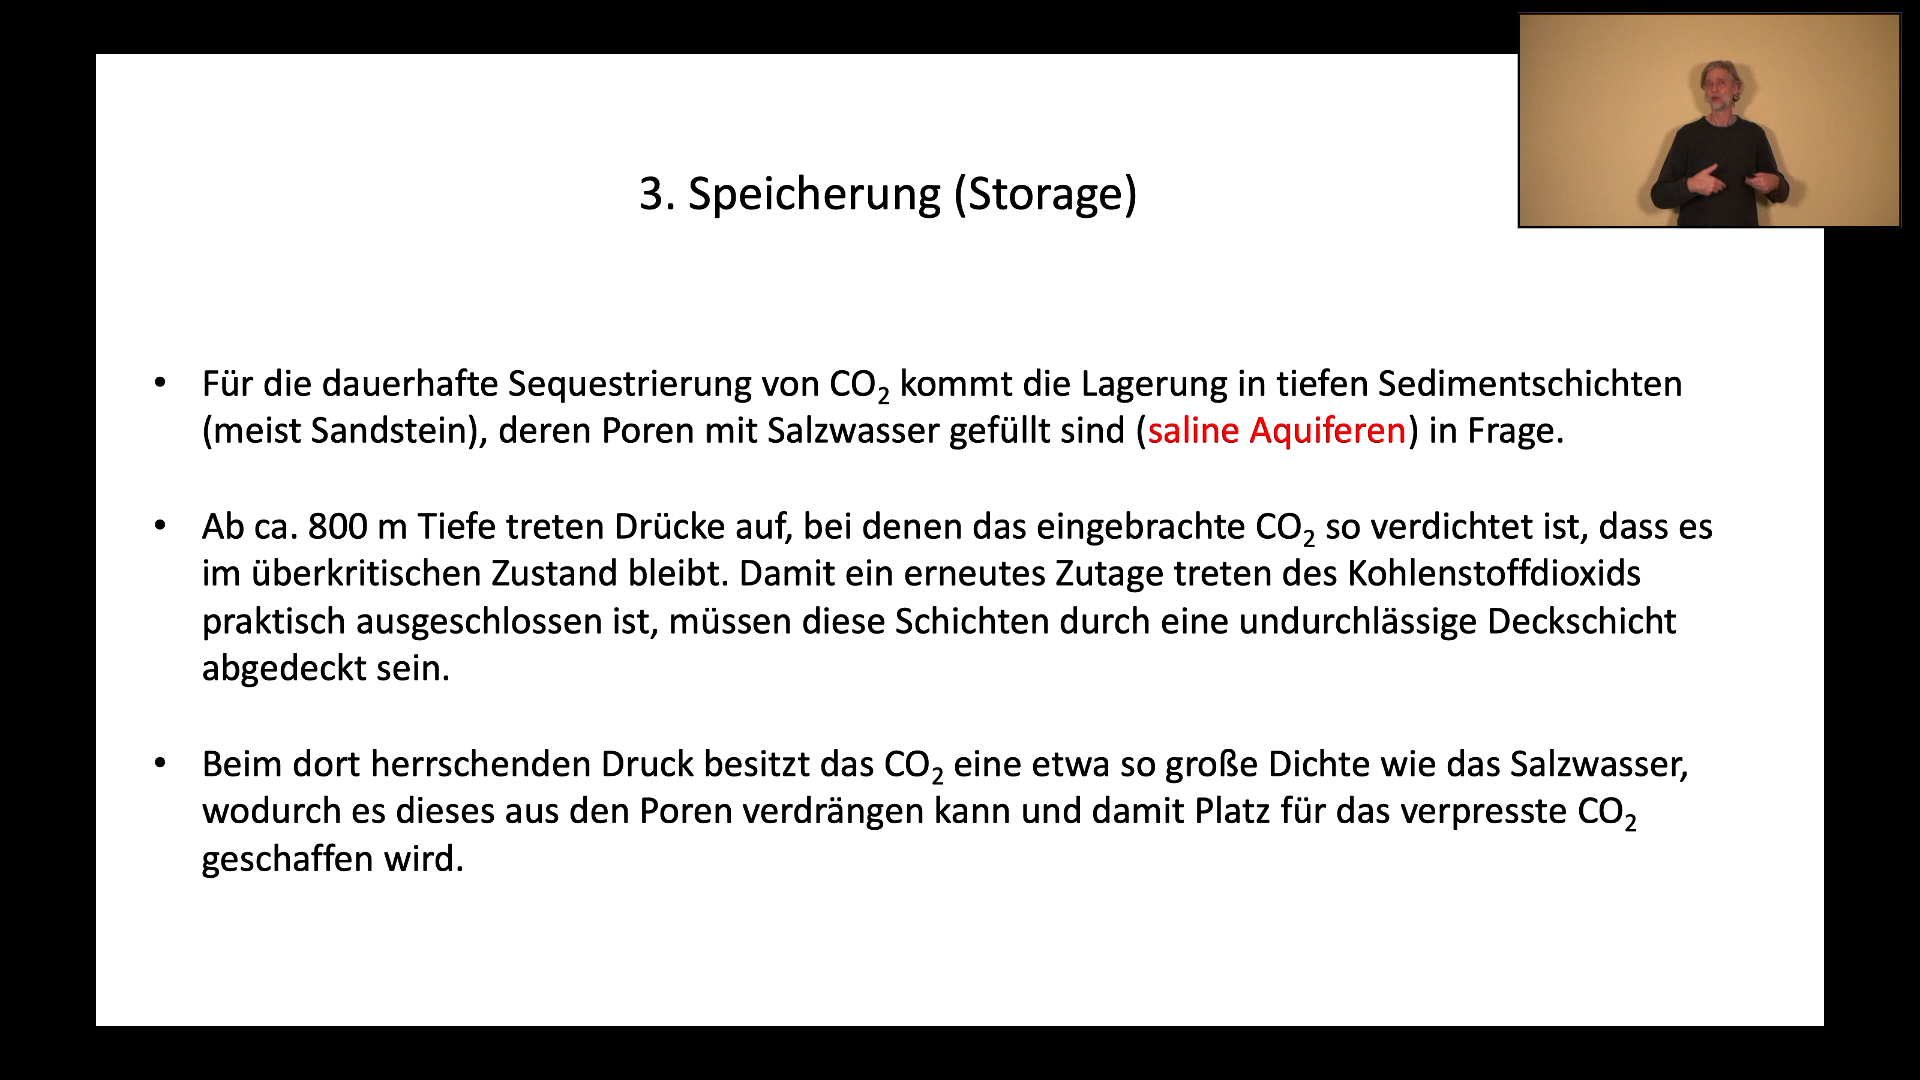 3. Speicherung (Storage)
• Für die dauerhafte Sequestrierung von CO₂ kommt die Lagerung in tiefen Sedimentschichten
(meist Sandstein), deren Poren mit Salzwasser gefüllt sind (saline Aquiferen) in Frage.
• Ab ca. 800 m Tiefe treten Drücke auf, bei denen das eingebrachte CO₂ so verdichtet ist, dass es
im überkritischen Zustand bleibt. Damit ein erneutes Zutage treten des Kohlenstoffdioxids
praktisch ausgeschlossen ist, müssen diese Schichten durch eine undurchlässige Deckschicht
abgedeckt sein.
• Beim dort herrschenden Druck besitzt das CO₂ eine etwa so große Dichte wie das Salzwasser,
wodurch es dieses aus den Poren verdrängen kann und damit Platz für das verpresste CO₂
geschaffen wird.